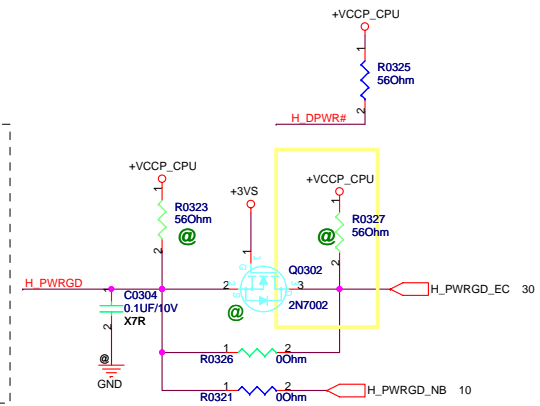 +VCCP_CPU
1
R0325
56Ohm
2
H_DPWR#
+VCCP_CPU
+3VS
+VCCP_CPU
1
R0323
56Ohm
@
2
1
R0327
56Ohm
@
2
1
G
Q0302
H_PWRGD
2
S
D
3
H_PWRGD_EC 30
1
C0304
0.1UF/10V
X7R
2
@
2N7002
@
GND
1
2
R0326
0Ohm
1
2
R0321
0Ohm
H_PWRGD_NB 10